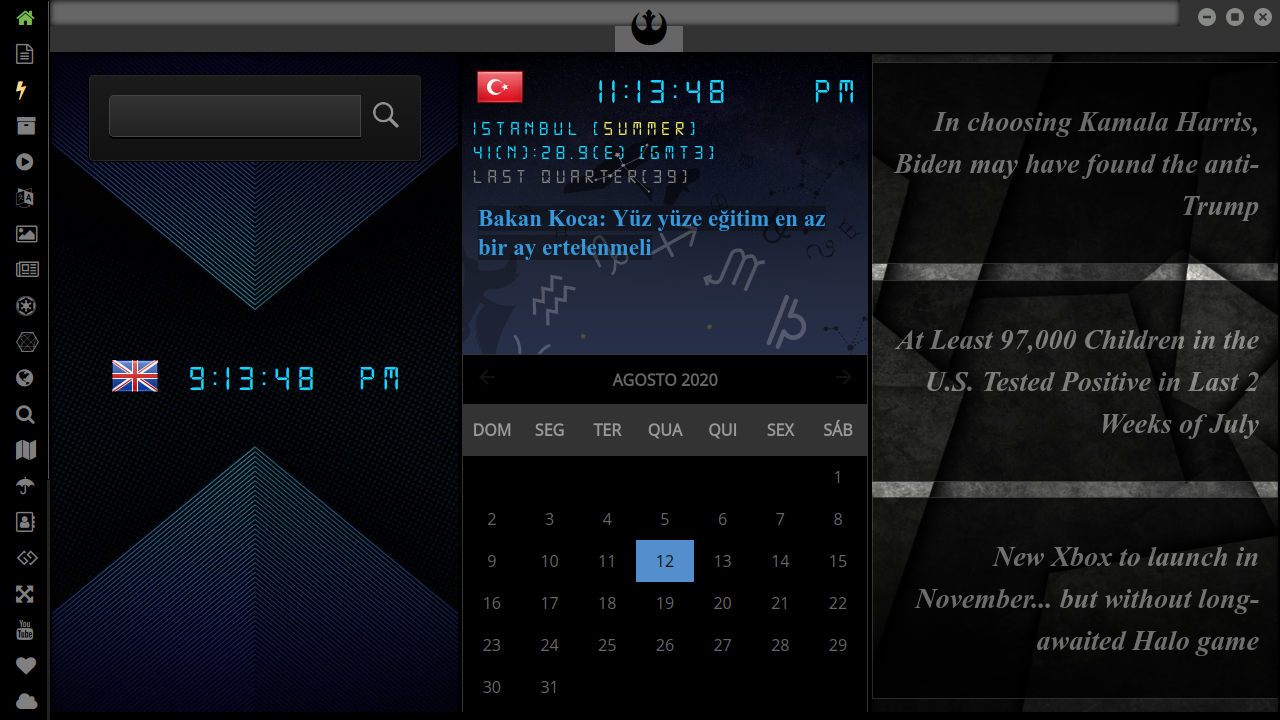 11:13:48 PM
ISTANBUL (SUMMER)
41(N):28.9(E) (GMT3)
LAST QUARTER(39)
Bakan Koca: Yüz yüze eğitim en az
bir ay ertelenmeli
9:13:48 PM
AGOSTO 2020
DOM SEG TER QUA QUI SEX SÁB
1
2 3 4 5 6 7 8
9 10 11 12 13 14 15
16 17 18 19 20 21 22
23 24 25 26 27 28 29
30 31
In choosing Kamala Harris,
Biden may have found the anti-
Trump
At Least 97,000 Children in the
U.S. Tested Positive in Last 2
Weeks of July
New Xbox to launch in
November... but without long-
awaited Halo game
You
Tube